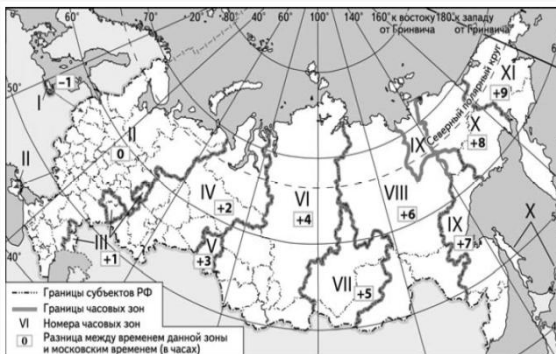 60°
70°
80°
60°
80°
100°
120°
140°
160° к востоку
от Гринвича
180° к западу
от Гринвича
Северный полярный круг
50°
40°
I
-1
II
II
0
III
+1
IV
+2
V
+3
VI
+4
VII
+5
VIII
+6
IX
IX
+7
X
+8
X
XI
+9
Границы субъектов РФ
Границы часовых зон
VI Номера часовых зон
0 Разница между временем данной зоны
и московским временем (в часах)